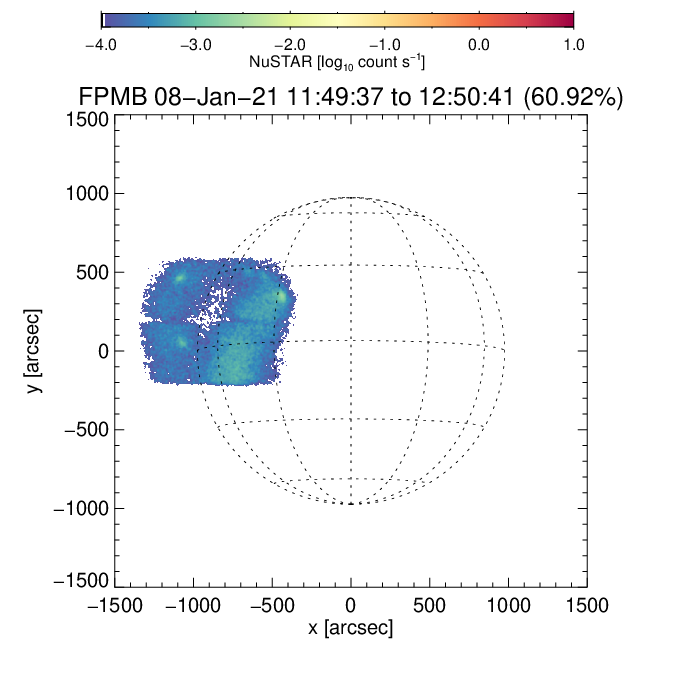 −4.0 −3.0 −2.0 −1.0 0.0 1.0
NuSTAR [log₁₀ count s⁻¹]
FPMB 08−Jan−21 11:49:37 to 12:50:41 (60.92%)
1500
1000
500
0
−500
−1000
−1500
y [arcsec]
−1500 −1000 −500 0 500 1000 1500
x [arcsec]